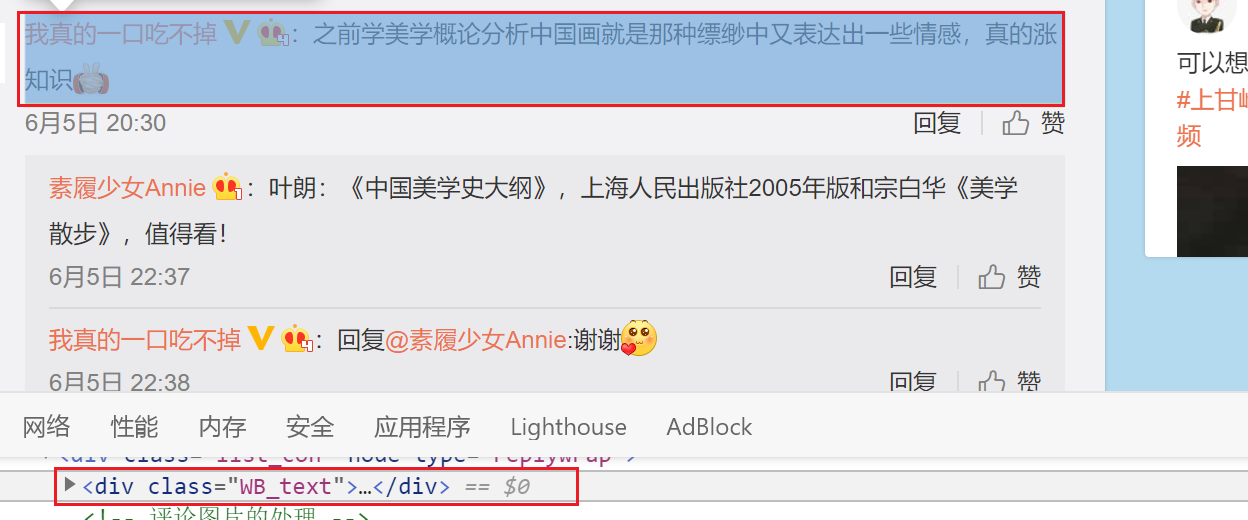 我真的一口吃不掉：之前学美学概论分析中国画就是那种缥缈中又表达出一些情感，真的涨
知识
6月5日 20:30 回复 赞
素履少女Annie：叶朗：《中国美学史大纲》，上海人民出版社2005年版和宗白华《美学
散步》，值得看！
6月5日 22:37 回复 赞
我真的一口吃不掉：回复@素履少女Annie:谢谢
6月5日 22:38 回复 赞
可以想
#上甘岭
频
网络 性能 内存 安全 应用程序 Lighthouse AdBlock
<div class="list_con" node-type="replywrap">
<div class="WB_text">…</div> == $0
<!-- 评论图片的处理 -->